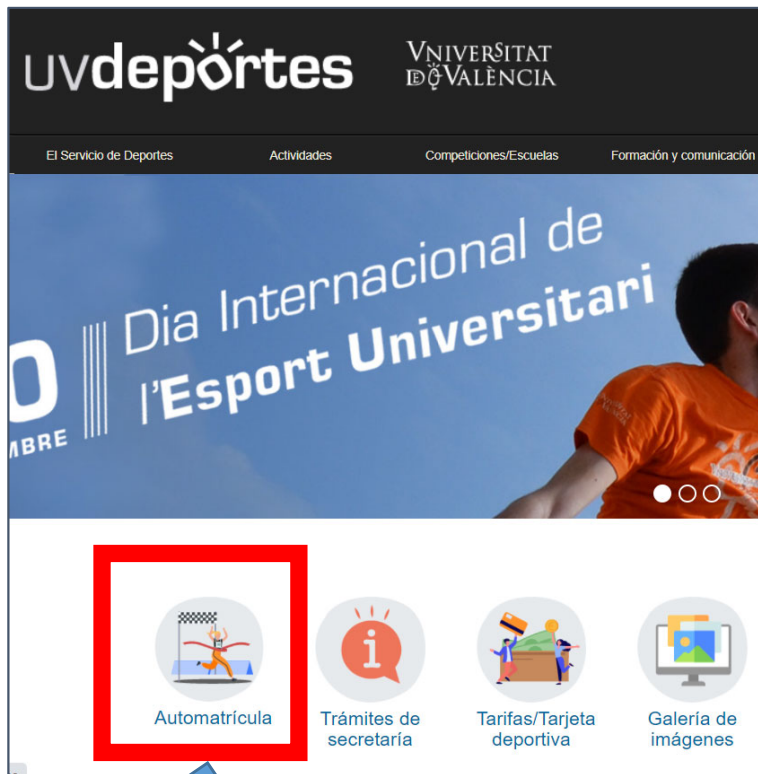 uvdepòrtes
VNIVERSITAT
DE VALÈNCIA
El Servicio de Deportes Actividades Competiciones/Escuelas Formación y comunicación
Dia Internacional de
l'Esport Universitari
MBRE
Automatrícula
Trámites de
secretaría
Tarifas/Tarjeta
deportiva
Galería de
imágenes